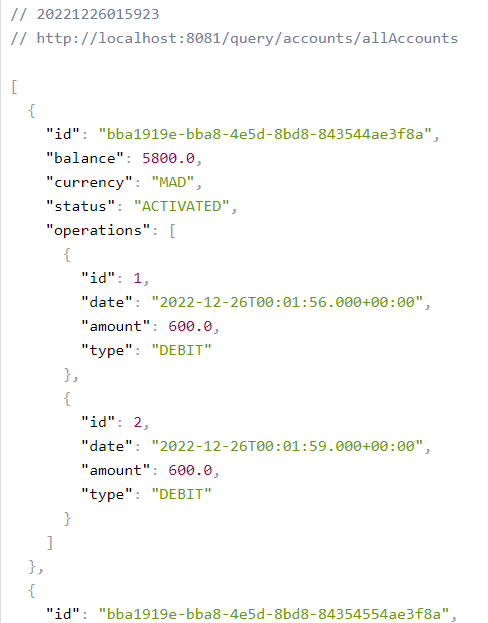 // 20221226015923
// http://localhost:8081/query/accounts/allAccounts
[
{
"id": "bba1919e-bba8-4e5d-8bd8-843544ae3f8a",
"balance": 5800.0,
"currency": "MAD",
"status": "ACTIVATED",
"operations": [
{
"id": 1,
"date": "2022-12-26T00:01:56.000+00:00",
"amount": 600.0,
"type": "DEBIT"
},
{
"id": 2,
"date": "2022-12-26T00:01:59.000+00:00",
"amount": 600.0,
"type": "DEBIT"
}
]
},
{
"id": "bba1919e-bba8-4e5d-8bd8-84354554ae3f8a",